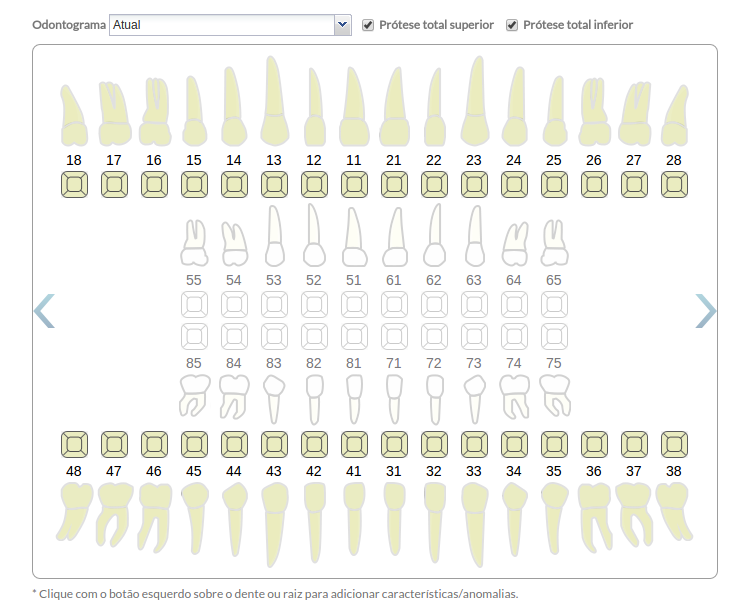 Odontograma Atual Prótese total superior Prótese total inferior
18 17 16 15 14 13 12 11 21 22 23 24 25 26 27 28
55 54 53 52 51 61 62 63 64 65
85 84 83 82 81 71 72 73 74 75
48 47 46 45 44 43 42 41 31 32 33 34 35 36 37 38
* Clique com o botão esquerdo sobre o dente ou raiz para adicionar características/anomalias.